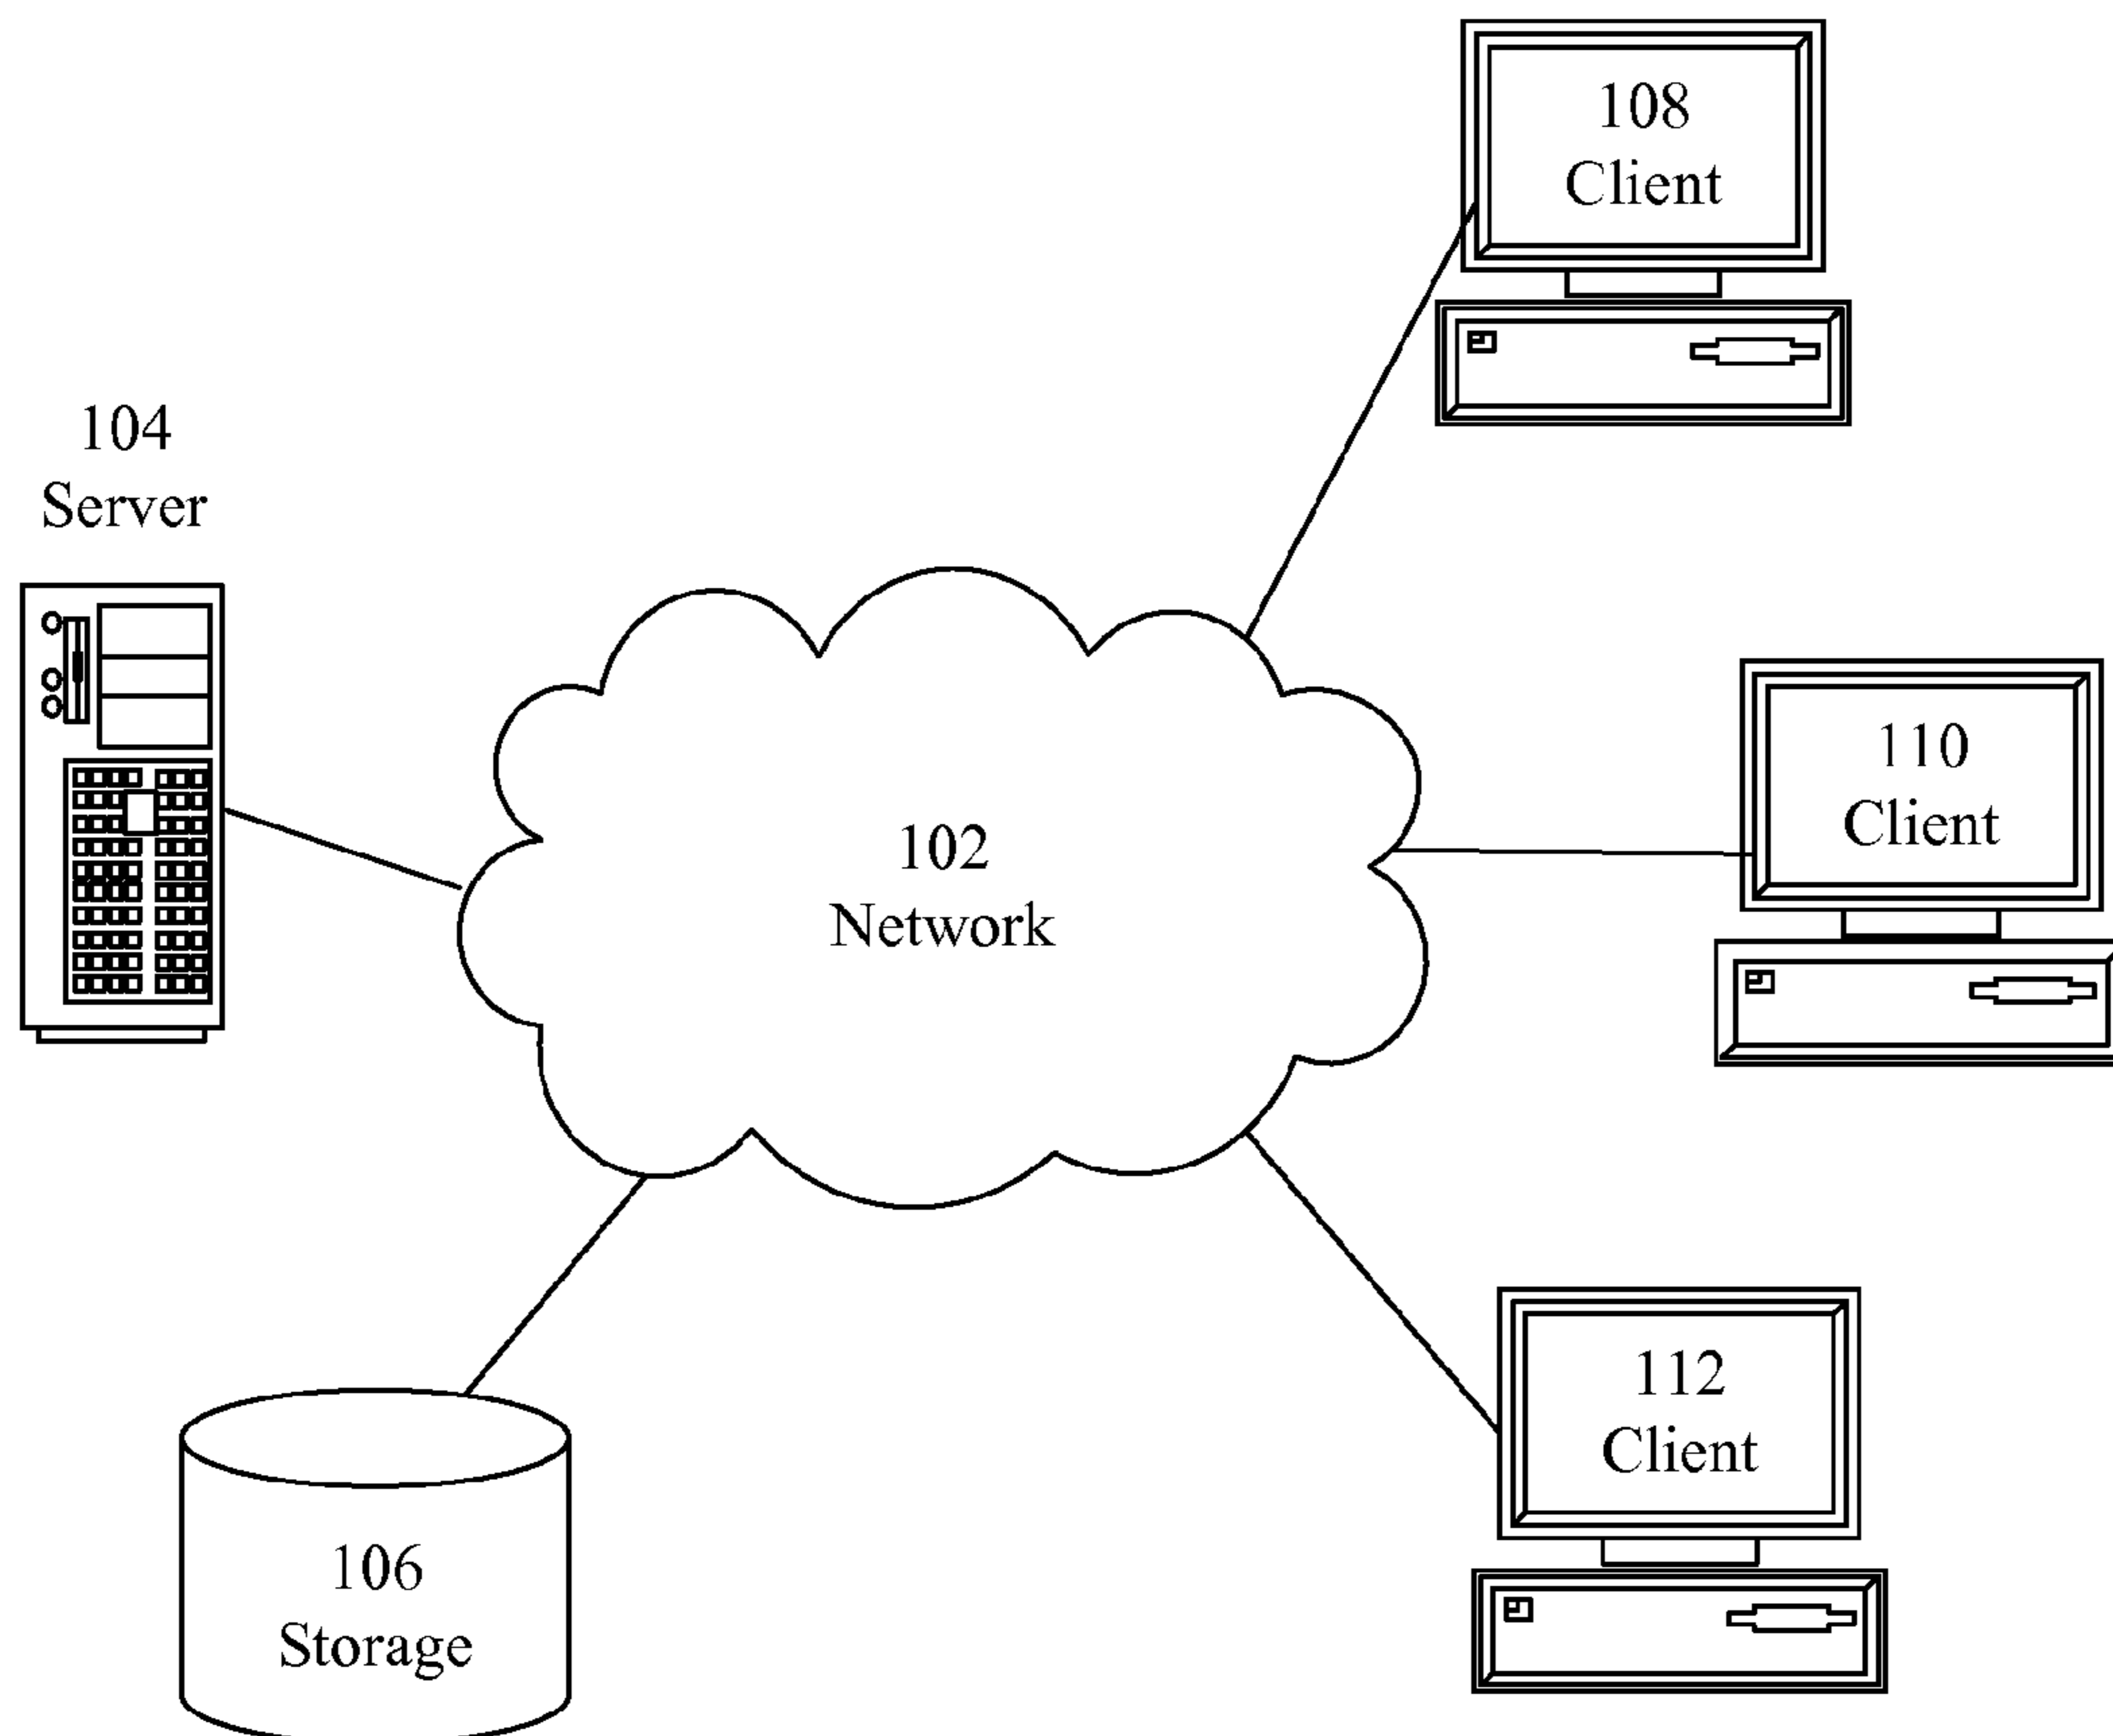 108
Client
104
Server
110
Client
102
Network
112
Client
106
Storage